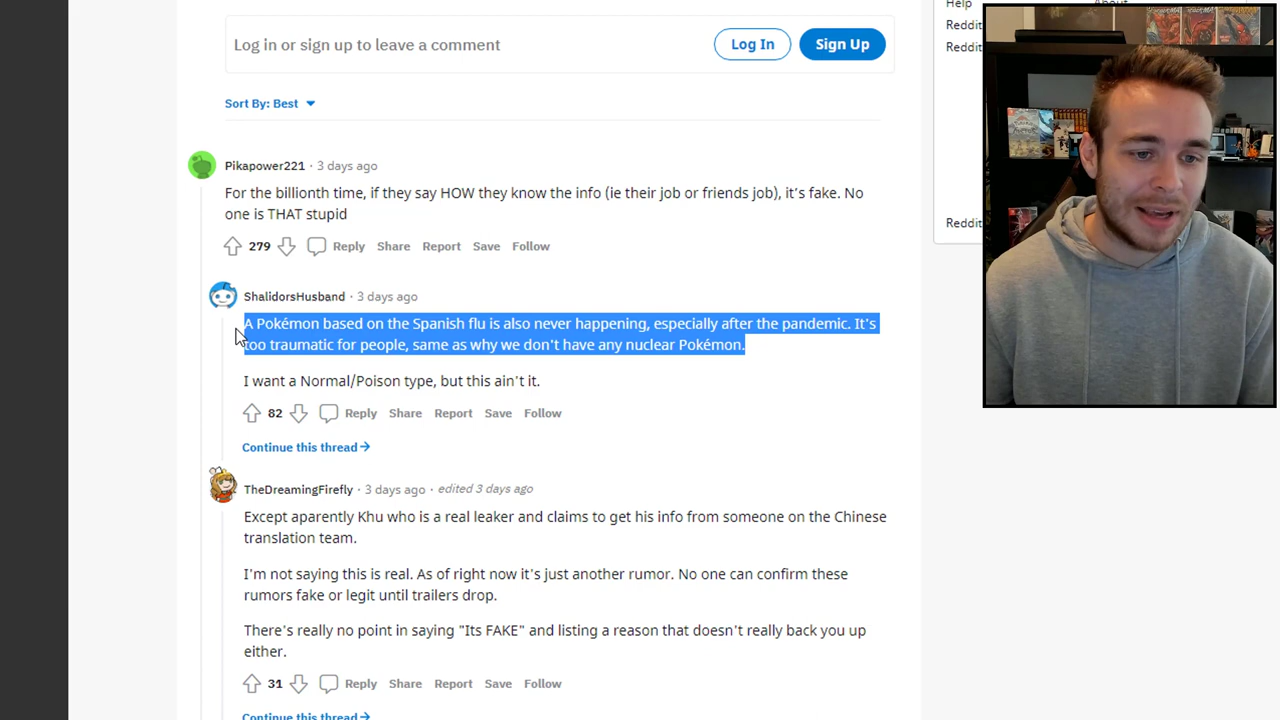 Help
About
Reddit
Reddit
Log in or sign up to leave a comment
Log In
Sign Up
Sort By: Best
Pikapower221 · 3 days ago
For the billionth time, if they say HOW they know the info (ie their job or friends job), it's fake. No
one is THAT stupid
279 Reply Share Report Save Follow
Reddit
ShalidorsHusband · 3 days ago
A Pokémon based on the Spanish flu is also never happening, especially after the pandemic. It's
too traumatic for people, same as why we don't have any nuclear Pokémon.
I want a Normal/Poison type, but this ain't it.
82 Reply Share Report Save Follow
Continue this thread
TheDreamingFirefly · 3 days ago · edited 3 days ago
Except aparently Khu who is a real leaker and claims to get his info from someone on the Chinese
translation team.
I'm not saying this is real. As of right now it's just another rumor. No one can confirm these
rumors fake or legit until trailers drop.
There's really no point in saying "Its FAKE" and listing a reason that doesn't really back you up
either.
31 Reply Share Report Save Follow
Continue this thread